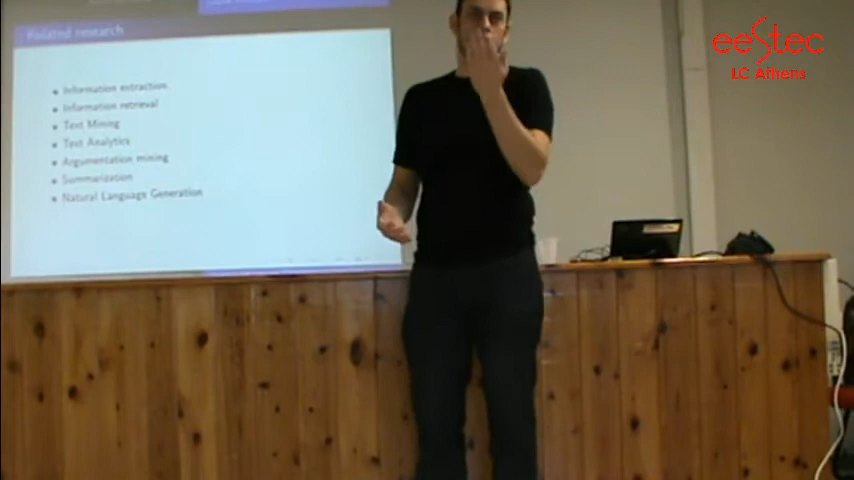 Related research
Information extraction
Information retrieval
Text Mining
Text Analytics
Argumentation mining
Summarization
Natural Language Generation
eestec
LC Athens